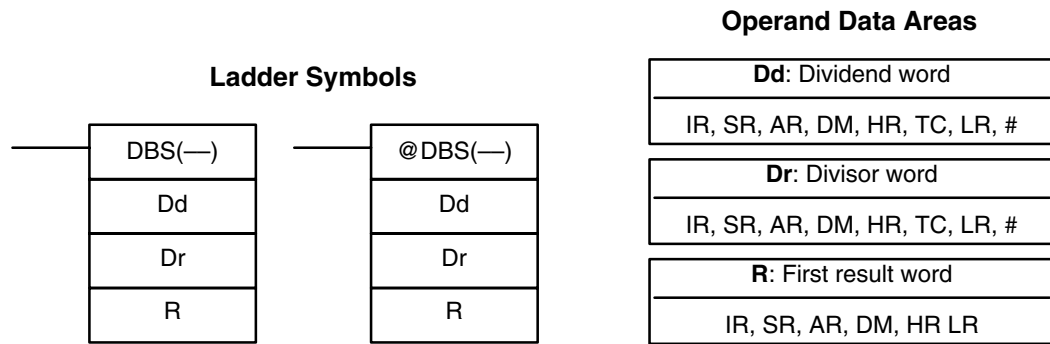 Ladder Symbols
DBS(—)
Dd
Dr
R
@DBS(—)
Dd
Dr
R
Operand Data Areas
Dd: Dividend word
IR, SR, AR, DM, HR, TC, LR, #
Dr: Divisor word
IR, SR, AR, DM, HR, TC, LR, #
R: First result word
IR, SR, AR, DM, HR LR